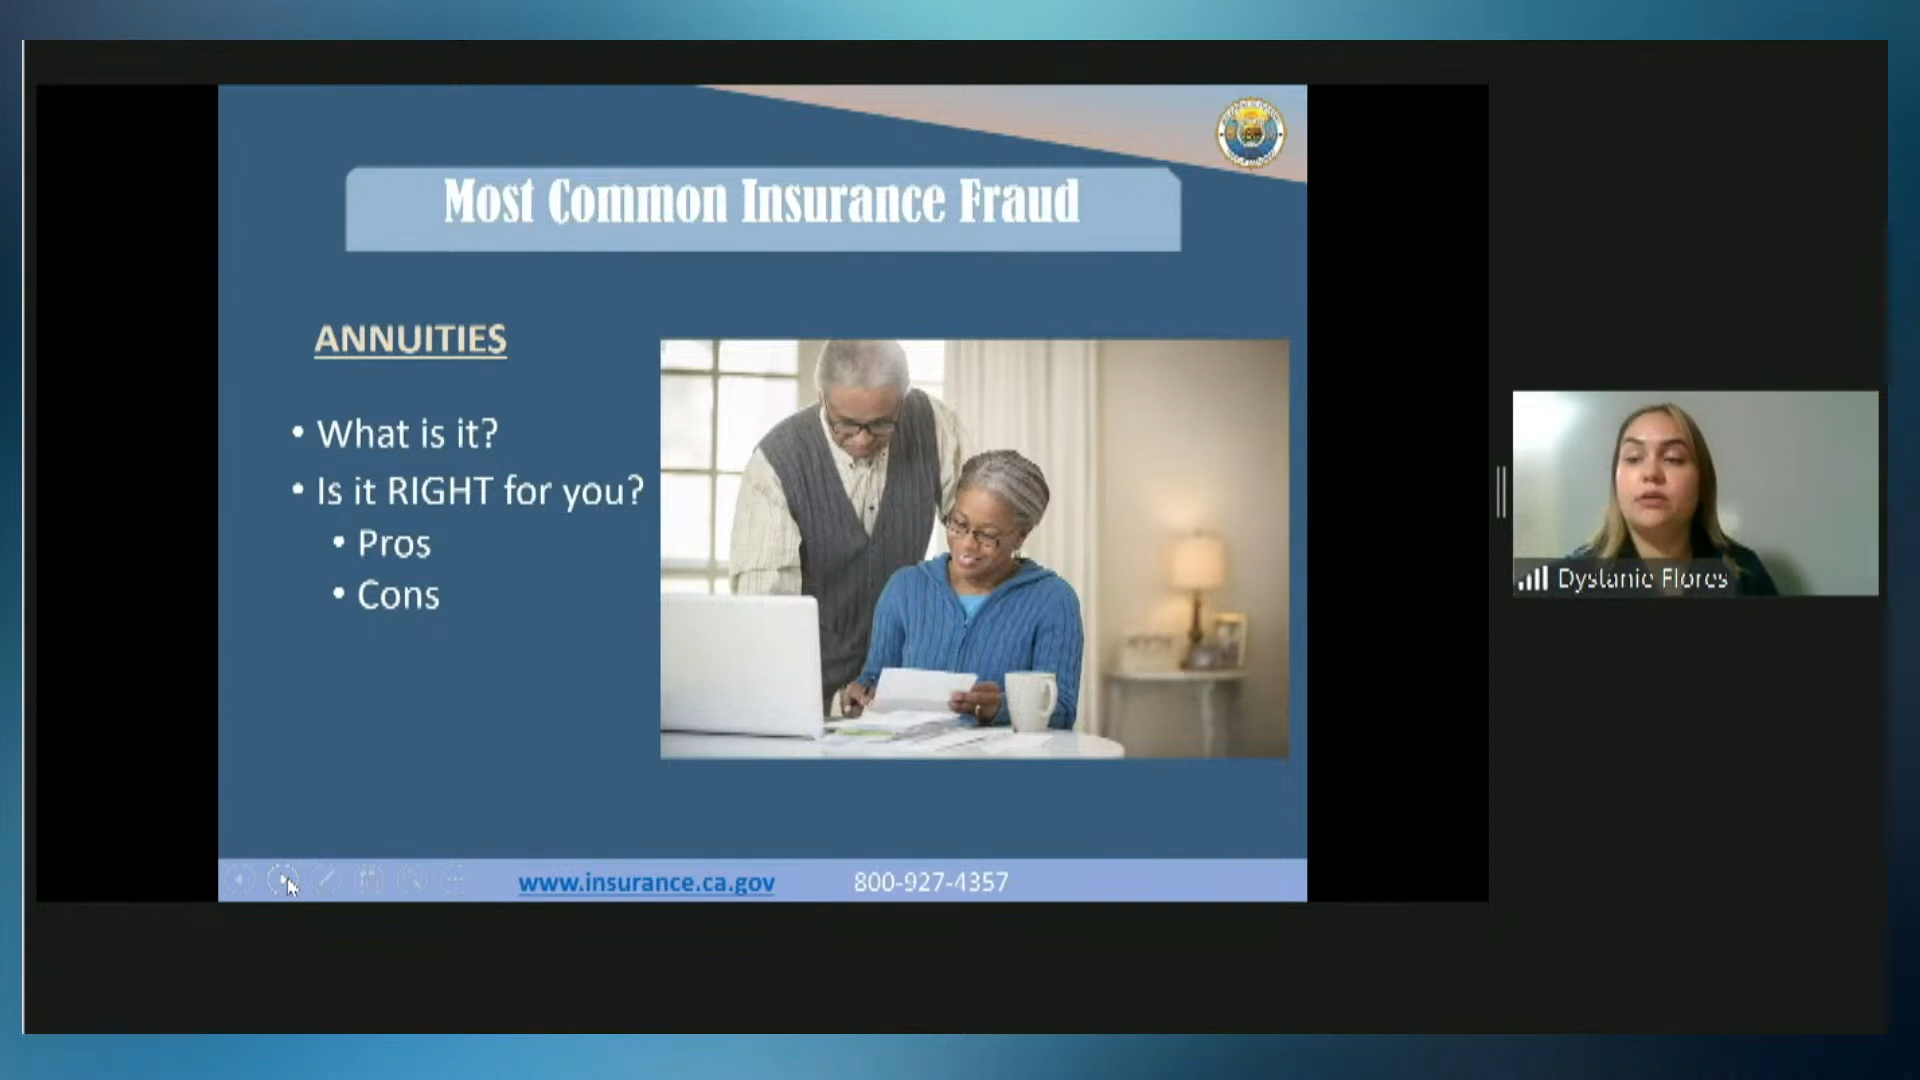 Most Common Insurance Fraud
ANNUITIES
• What is it?
• Is it RIGHT for you?
• Pros
• Cons
www.insurance.ca.gov
800-927-4357
Dystanie Flores